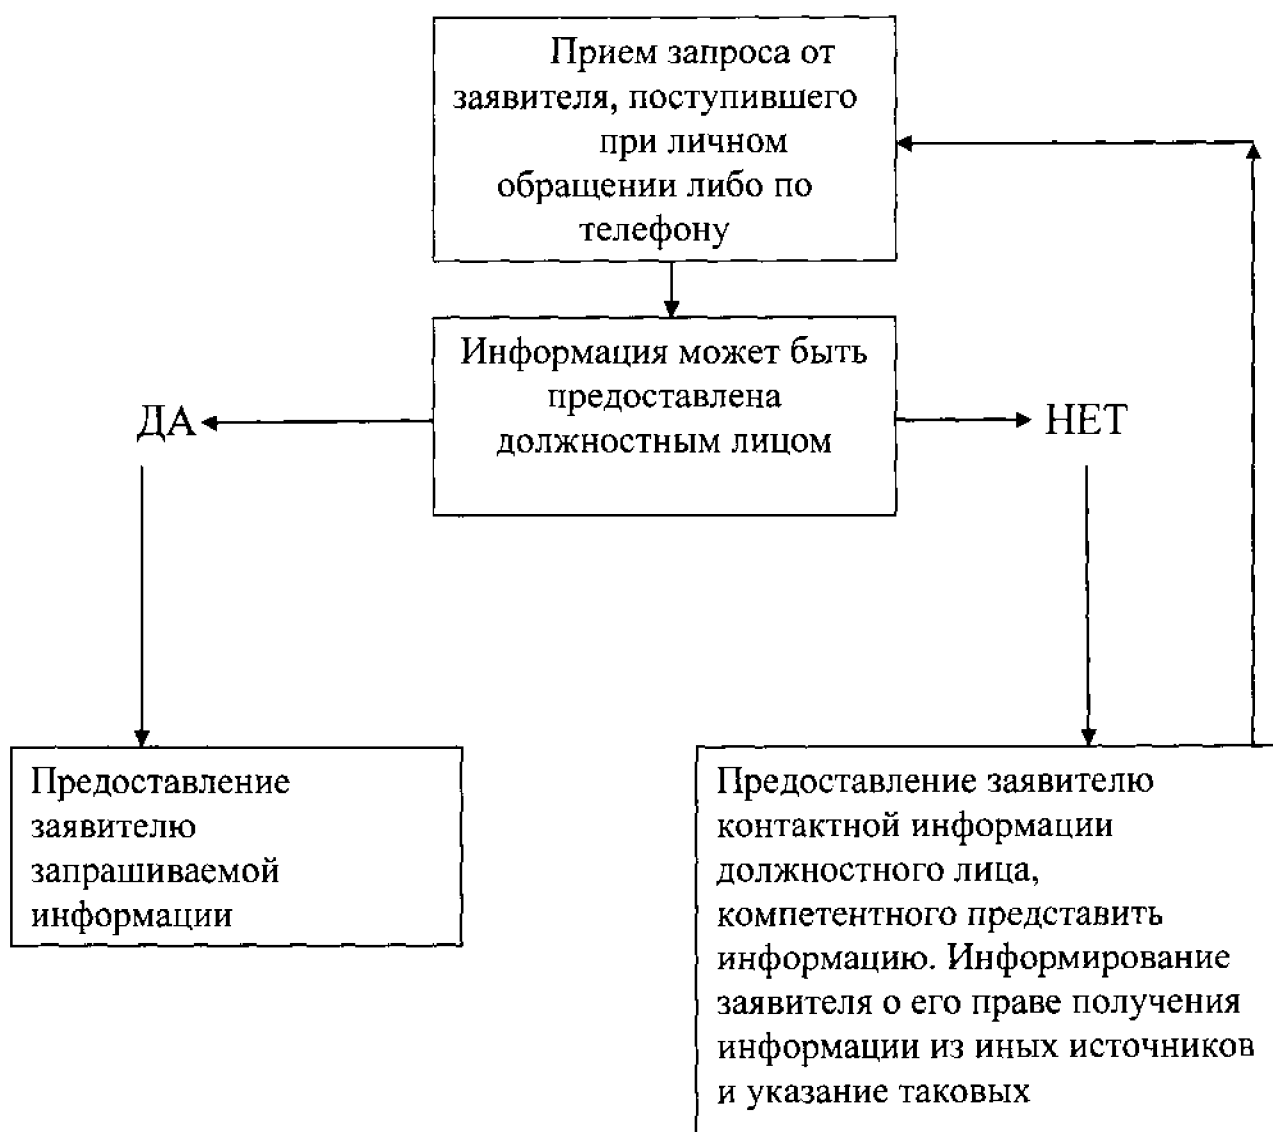 Прием запроса от
заявителя, поступившего
при личном
обращении либо по
телефону
Информация может быть
предоставлена
должностным лицом
ДА
НЕТ
Предоставление
заявителю
запрашиваемой
информации
Предоставление заявителю
контактной информации
должностного лица,
компетентного представить
информацию. Информирование
заявителя о его праве получения
информации из иных источников
и указание таковых